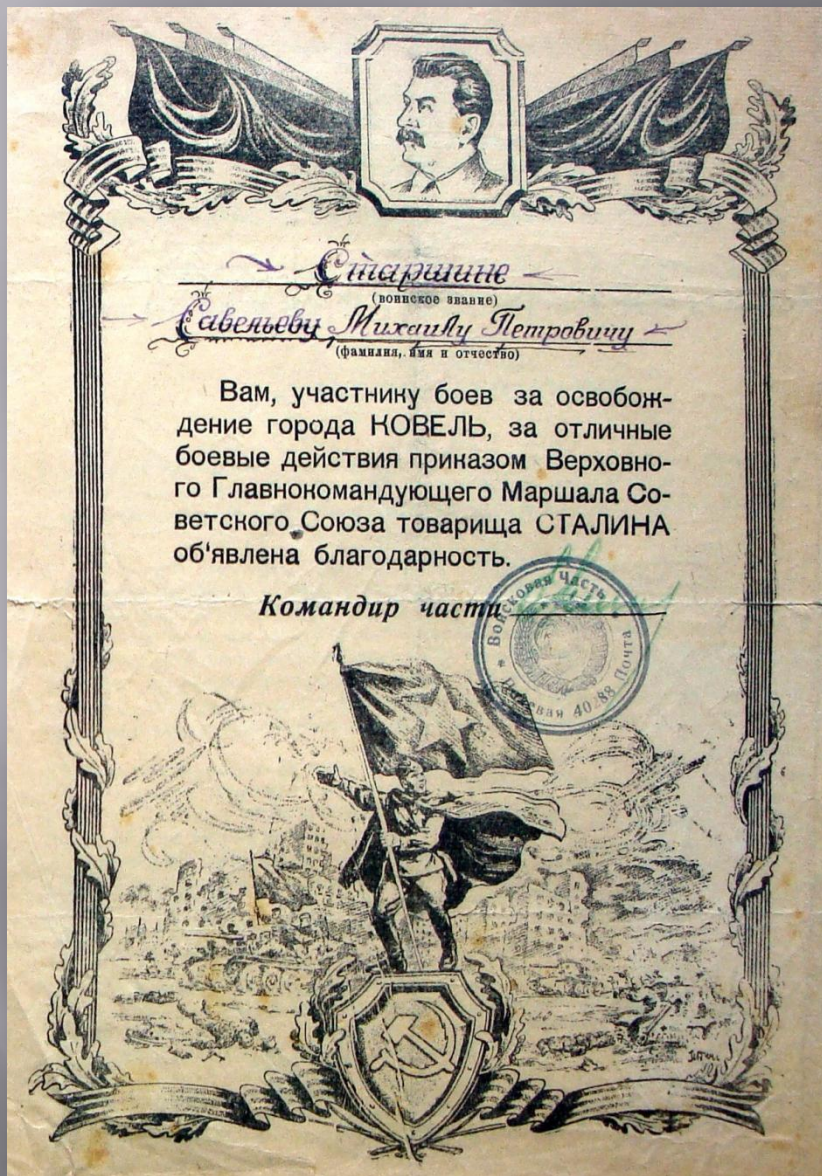 Старшине
(воинское звание)
Савельеву Михаилу Петровичу
(фамилия, имя и отчество)
Вам, участнику боев за освобож-
дение города КОВЕЛЬ, за отличные
боевые действия приказом Верховно-
го Главнокомандующего Маршала Со-
ветского Союза товарища СТАЛИНА
об'явлена благодарность.
Командир части
Войсковая Часть
Полевая Почта